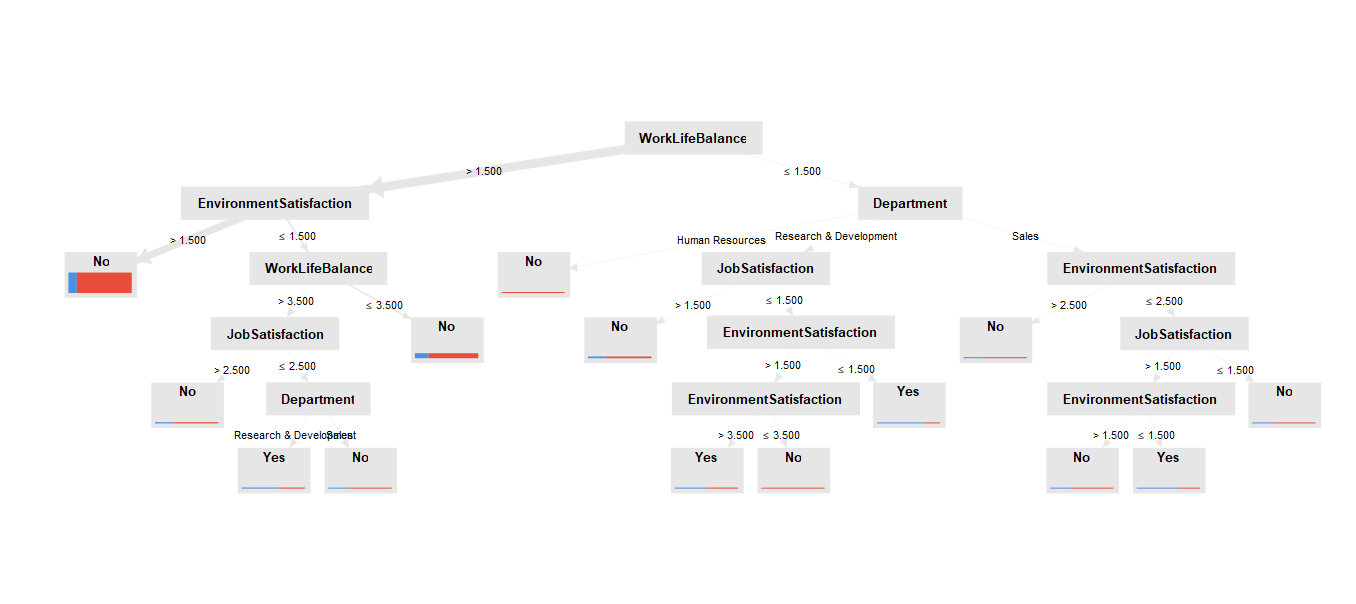 WorkLifeBalance
> 1.500
≤ 1.500
EnvironmentSatisfaction
Department
> 1.500
≤ 1.500
Human Resources
Research & Development
Sales
No
WorkLifeBalance
No
JobSatisfaction
EnvironmentSatisfaction
> 3.500
≤ 3.500
> 1.500
≤ 1.500
> 2.500
≤ 2.500
JobSatisfaction
No
No
EnvironmentSatisfaction
No
JobSatisfaction
> 2.500
≤ 2.500
> 1.500
≤ 1.500
> 1.500
≤ 1.500
No
Department
EnvironmentSatisfaction
Yes
EnvironmentSatisfaction
No
Research & Development
Sales
> 3.500
≤ 3.500
> 1.500
≤ 1.500
Yes
No
Yes
No
No
Yes